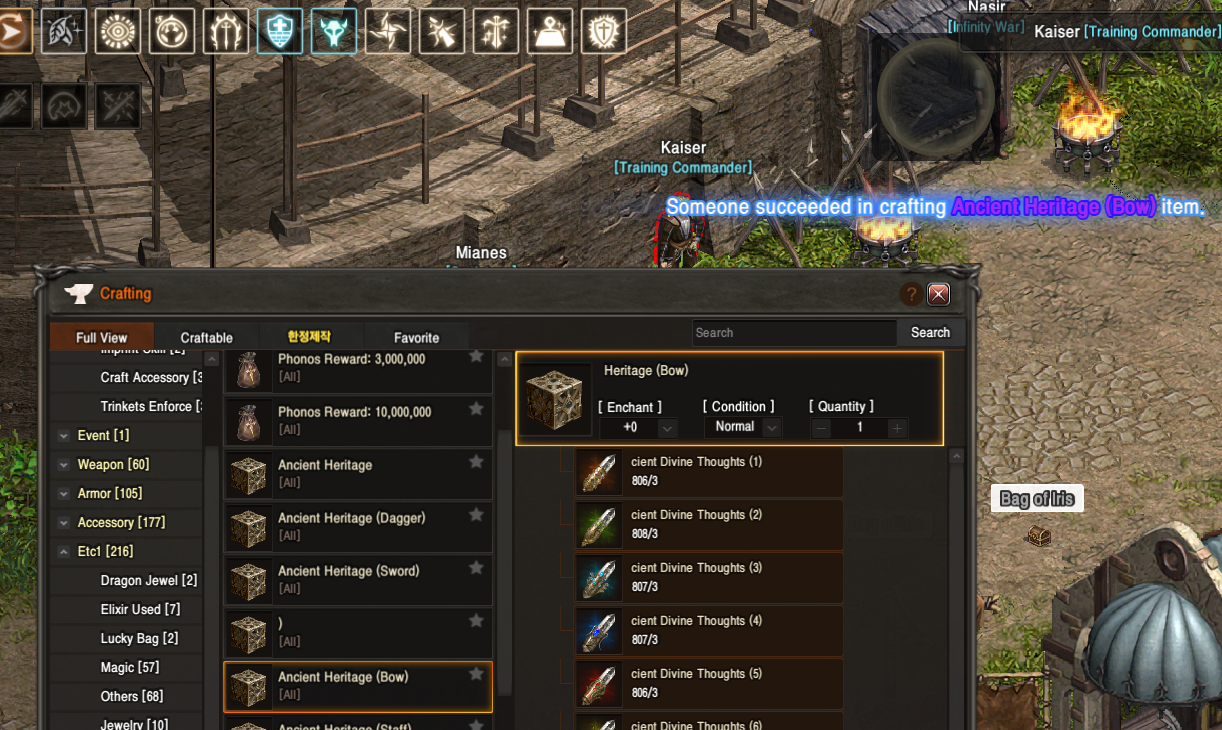 Nasir
[Infinity War]
Kaiser [Training Commander]
Kaiser
[Training Commander]
Someone succeeded in crafting Ancient Heritage (Bow) item.
Mianes
Crafting
?
Full View
Craftable
한정제작
Favorite
Search
Search
Imprint Skill [2]
Craft Accessory [3
Trinkets Enforce [
Event [1]
Weapon [60]
Armor [105]
Accessory [177]
Etc1 [216]
Dragon Jewel [2]
Elixir Used [7]
Lucky Bag [2]
Magic [57]
Others [68]
Jewelry [10]
Phonos Reward: 3,000,000
[All]
Phonos Reward: 10,000,000
[All]
Ancient Heritage
[All]
Ancient Heritage (Dagger)
[All]
Ancient Heritage (Sword)
[All]
)
[All]
Ancient Heritage (Bow)
[All]
Ancient Heritage (Staff)
Heritage (Bow)
[ Enchant ]
[ Condition ]
[ Quantity ]
+0
Normal
1
cient Divine Thoughts (1)
806/3
cient Divine Thoughts (2)
808/3
cient Divine Thoughts (3)
807/3
cient Divine Thoughts (4)
807/3
cient Divine Thoughts (5)
806/3
cient Divine Thoughts (6)
Bag of Iris